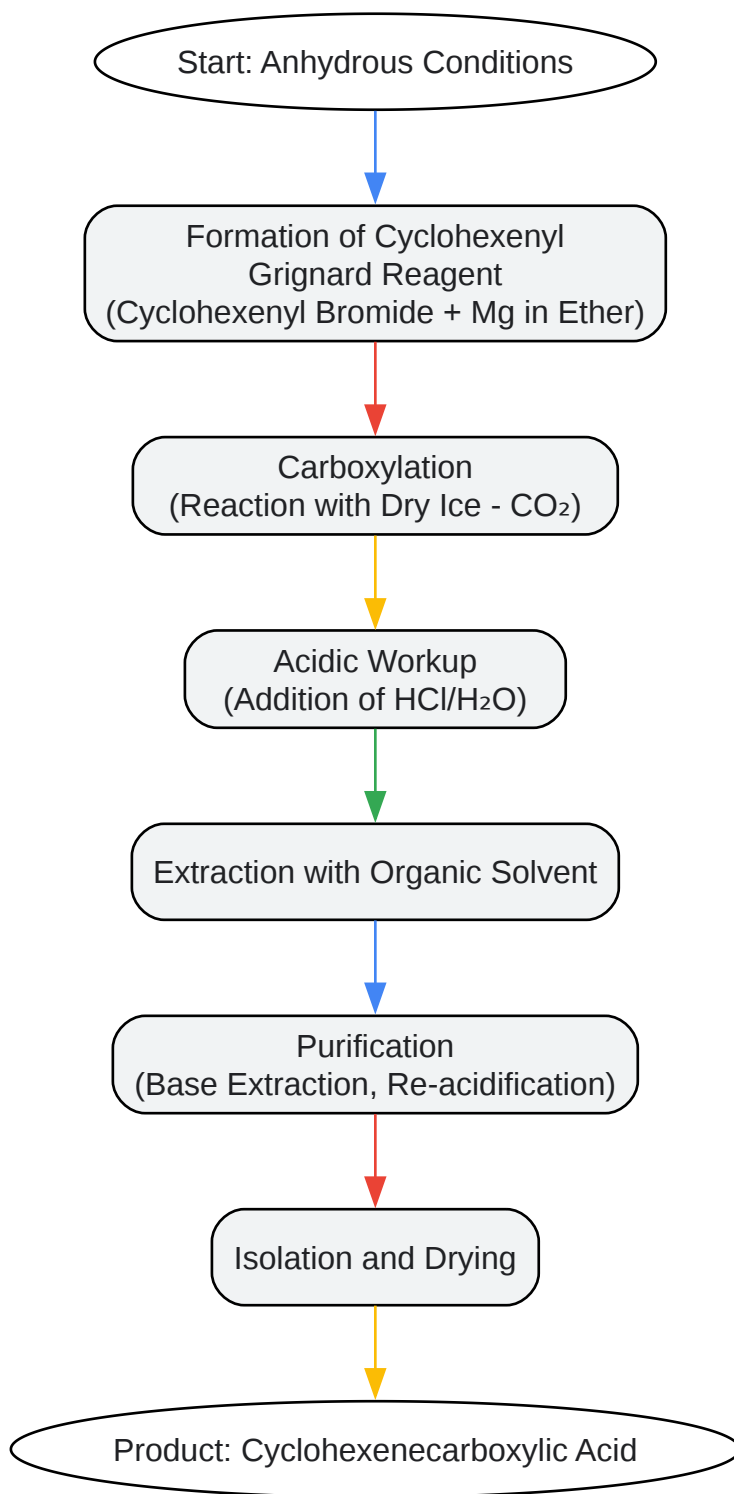 Start: Anhydrous Conditions
Formation of Cyclohexenyl
Grignard Reagent
(Cyclohexenyl Bromide + Mg in Ether)
Carboxylation
(Reaction with Dry Ice - CO₂)
Acidic Workup
(Addition of HCl/H₂O)
Extraction with Organic Solvent
Purification
(Base Extraction, Re-acidification)
Isolation and Drying
Product: Cyclohexenecarboxylic Acid